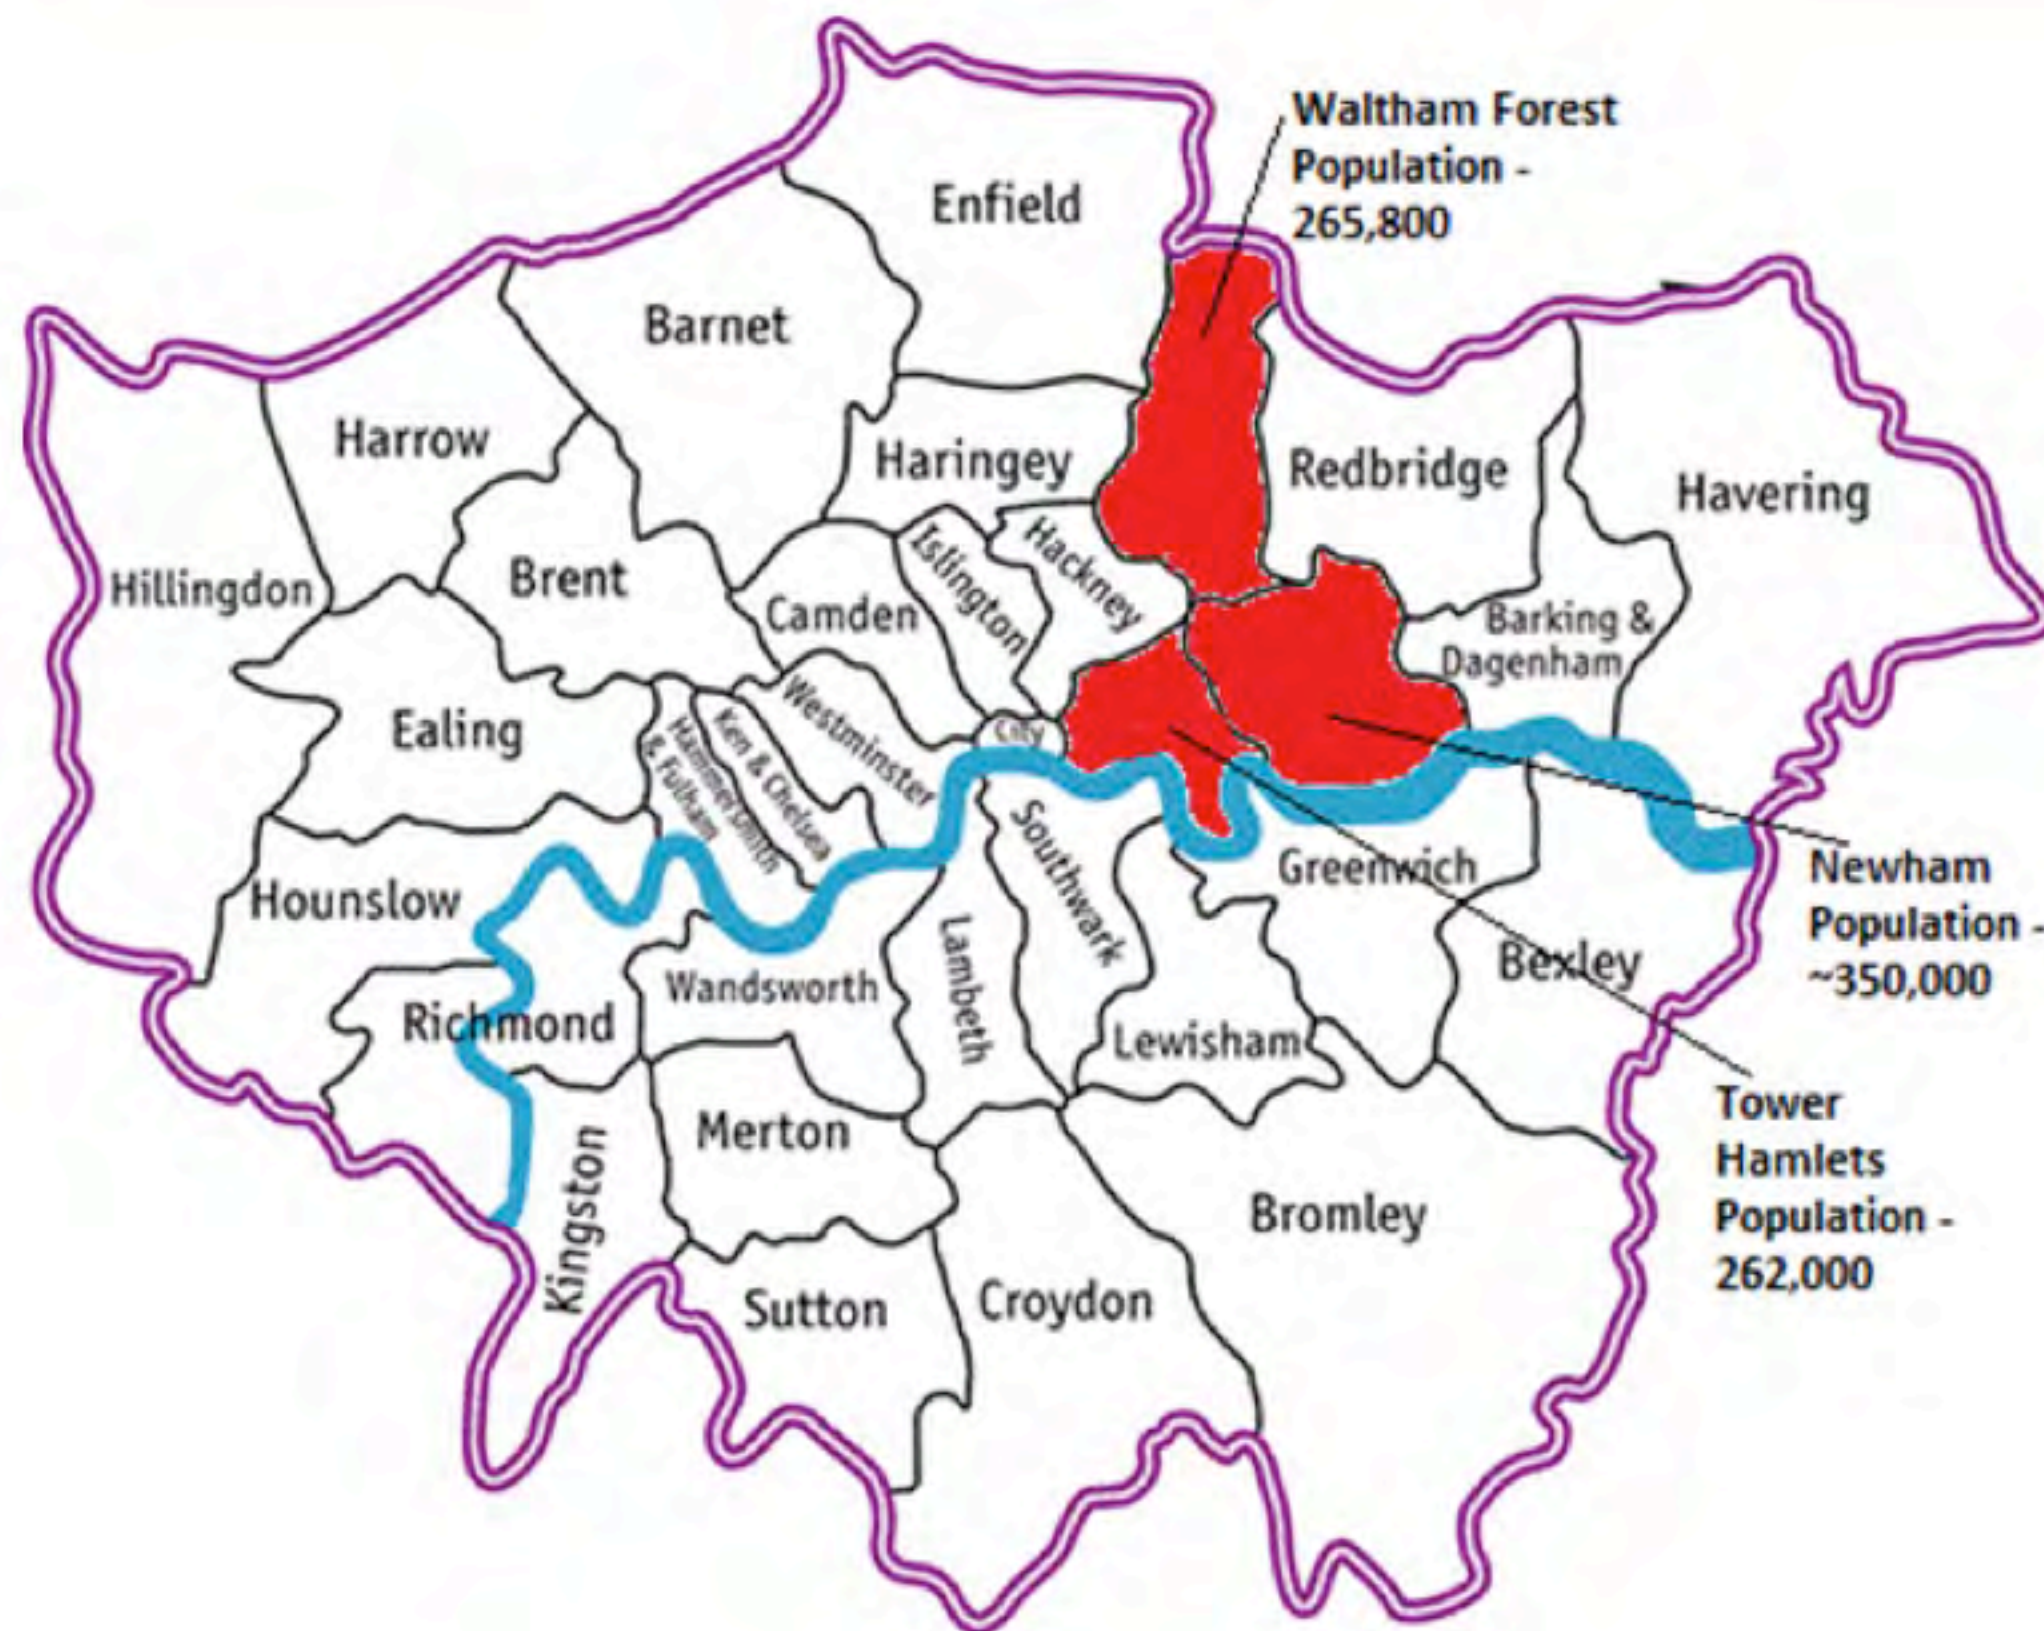 Waltham Forest
Population -
265,800
Enfield
Barnet
Harrow
Haringey
Redbridge
Havering
Hillingdon
Brent
Camden
Islington
Hackney
Barking &
Dagenham
Ealing
Hammersmith
& Fulham
Ken & Chelsea
Westminster
City
Hounslow
Southwark
Greenwich
Newham
Population -
~350,000
Richmond
Wandsworth
Lambeth
Lewisham
Bexley
Tower
Hamlets
Population -
262,000
Kingston
Merton
Bromley
Sutton
Croydon